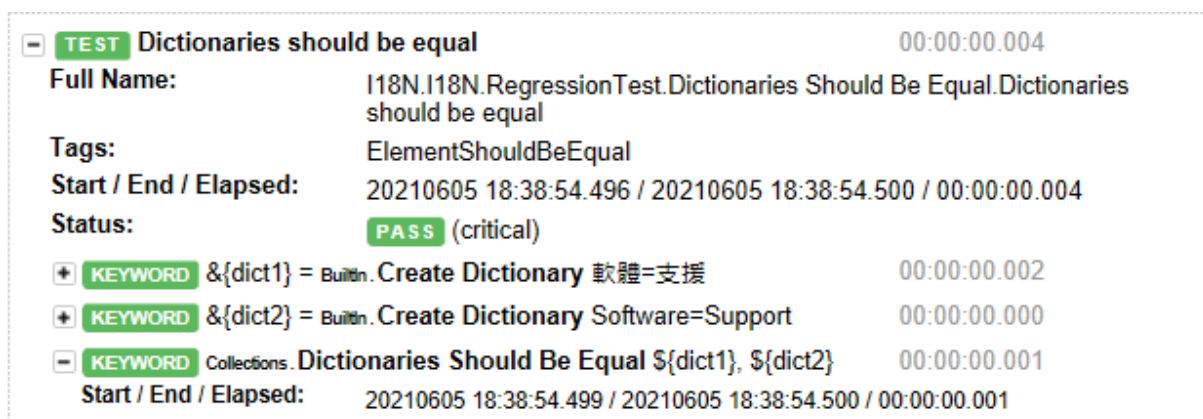 TEST Dictionaries should be equal 00:00:00.004
Full Name: I18N.I18N.RegressionTest.Dictionaries Should Be Equal.Dictionaries
should be equal
Tags: ElementShouldBeEqual
Start / End / Elapsed: 20210605 18:38:54.496 / 20210605 18:38:54.500 / 00:00:00.004
Status: PASS (critical)
KEYWORD &{dict1} = BuiltIn.Create Dictionary 軟體=支援 00:00:00.002
KEYWORD &{dict2} = BuiltIn.Create Dictionary Software=Support 00:00:00.000
KEYWORD Collections.Dictionaries Should Be Equal ${dict1}, ${dict2} 00:00:00.001
Start / End / Elapsed: 20210605 18:38:54.499 / 20210605 18:38:54.500 / 00:00:00.001